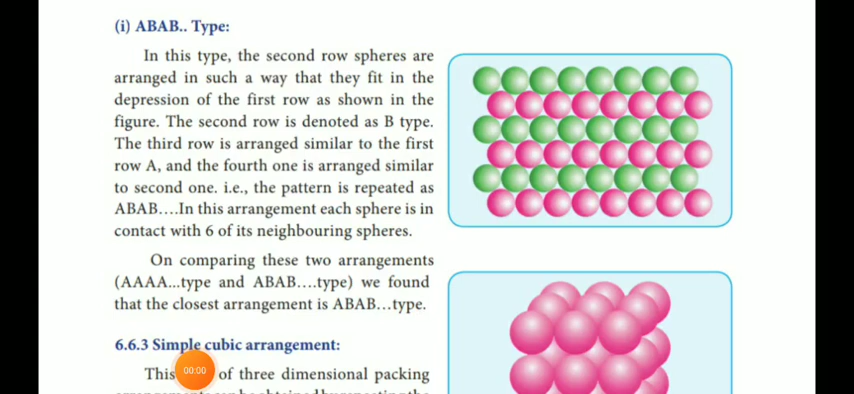 (i) ABAB.. Type:
In this type, the second row spheres are
arranged in such a way that they fit in the
depression of the first row as shown in the
figure. The second row is denoted as B type.
The third row is arranged similar to the first
row A, and the fourth one is arranged similar
to second one. i.e., the pattern is repeated as
ABAB....In this arrangement each sphere is in
contact with 6 of its neighbouring spheres.
On comparing these two arrangements
(AAAA...type and ABAB....type) we found
that the closest arrangement is ABAB...type.
6.6.3 Simple cubic arrangement:
This of three dimensional packing
00:00